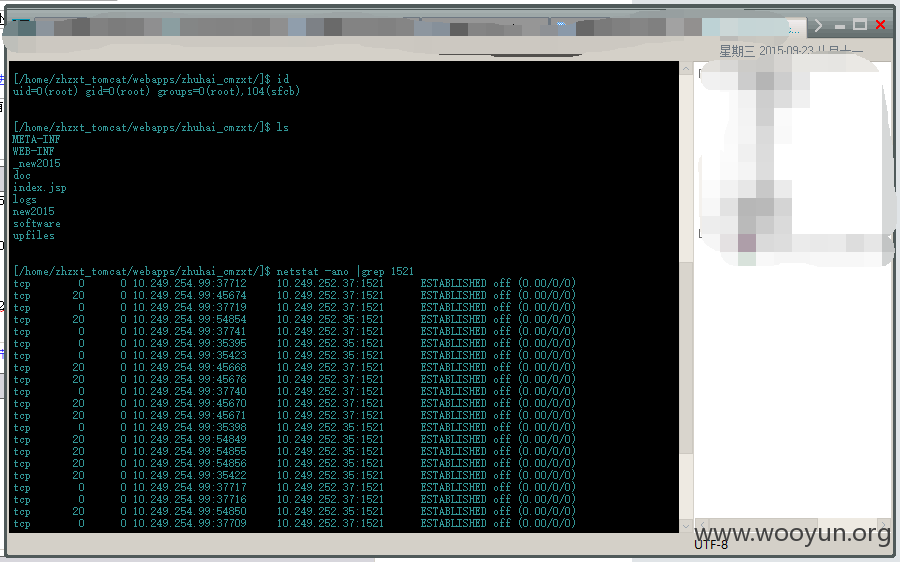 星期三 2015-09-23
[/home/zhzxt_tomcat/webapps/zhuhai_cmzxt/]$ id
uid=0(root) gid=0(root) groups=0(root),104(sfcb)
[/home/zhzxt_tomcat/webapps/zhuhai_cmzxt/]$ ls
META-INF
WEB-INF
_new2015
doc
index.jsp
logs
new2015
software
upfiles
[/home/zhzxt_tomcat/webapps/zhuhai_cmzxt/]$ netstat -ano |grep 1521
tcp 0 0 10.249.254.99:37712 10.249.252.37:1521 ESTABLISHED off (0.00/0/0)
tcp 20 0 10.249.254.99:45674 10.249.252.37:1521 ESTABLISHED off (0.00/0/0)
tcp 0 0 10.249.254.99:37719 10.249.252.37:1521 ESTABLISHED off (0.00/0/0)
tcp 20 0 10.249.254.99:54854 10.249.252.35:1521 ESTABLISHED off (0.00/0/0)
tcp 0 0 10.249.254.99:37741 10.249.252.37:1521 ESTABLISHED off (0.00/0/0)
tcp 0 0 10.249.254.99:35395 10.249.252.35:1521 ESTABLISHED off (0.00/0/0)
tcp 0 0 10.249.254.99:35423 10.249.252.35:1521 ESTABLISHED off (0.00/0/0)
tcp 20 0 10.249.254.99:45668 10.249.252.37:1521 ESTABLISHED off (0.00/0/0)
tcp 20 0 10.249.254.99:45676 10.249.252.37:1521 ESTABLISHED off (0.00/0/0)
tcp 0 0 10.249.254.99:37740 10.249.252.37:1521 ESTABLISHED off (0.00/0/0)
tcp 20 0 10.249.254.99:45670 10.249.252.37:1521 ESTABLISHED off (0.00/0/0)
tcp 20 0 10.249.254.99:45671 10.249.252.37:1521 ESTABLISHED off (0.00/0/0)
tcp 0 0 10.249.254.99:35398 10.249.252.35:1521 ESTABLISHED off (0.00/0/0)
tcp 20 0 10.249.254.99:54849 10.249.252.35:1521 ESTABLISHED off (0.00/0/0)
tcp 20 0 10.249.254.99:54855 10.249.252.35:1521 ESTABLISHED off (0.00/0/0)
tcp 20 0 10.249.254.99:54856 10.249.252.35:1521 ESTABLISHED off (0.00/0/0)
tcp 20 0 10.249.254.99:35422 10.249.252.35:1521 ESTABLISHED off (0.00/0/0)
tcp 0 0 10.249.254.99:37717 10.249.252.37:1521 ESTABLISHED off (0.00/0/0)
tcp 0 0 10.249.254.99:37716 10.249.252.37:1521 ESTABLISHED off (0.00/0/0)
tcp 20 0 10.249.254.99:54850 10.249.252.35:1521 ESTABLISHED off (0.00/0/0)
tcp 0 0 10.249.254.99:37709 10.249.252.37:1521 ESTABLISHED off (0.00/0/0)
www.wooyun.org
UTF-8